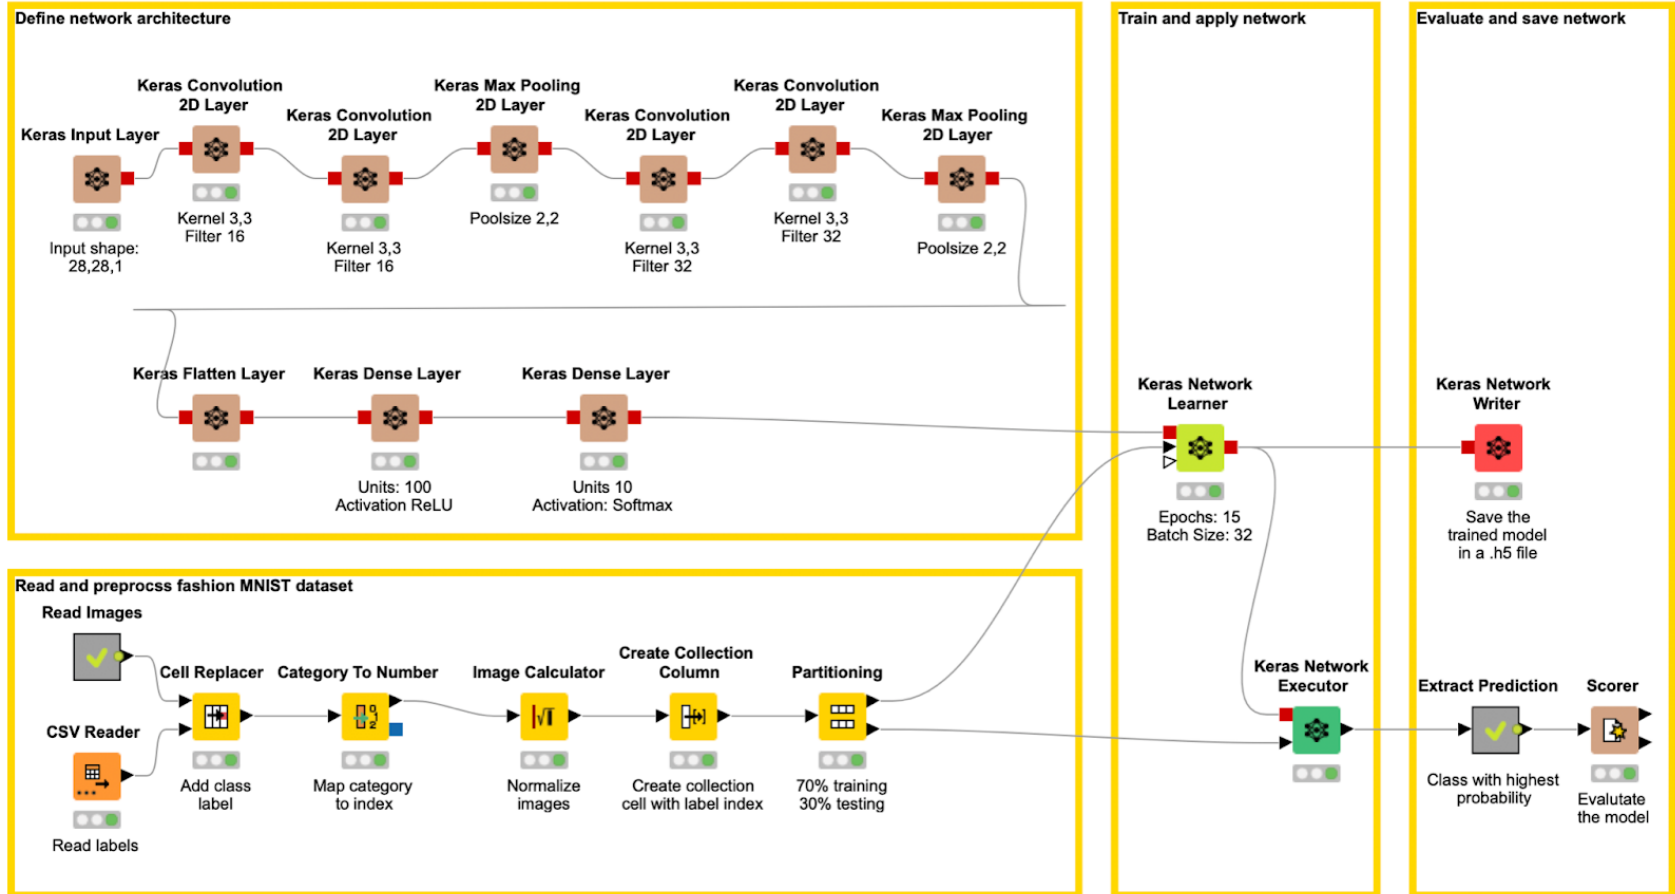 Define network architecture
Keras Input Layer
Input shape:
28,28,1
Keras Convolution
2D Layer
Kernel 3,3
Filter 16
Keras Convolution
2D Layer
Kernel 3,3
Filter 16
Keras Max Pooling
2D Layer
Poolsize 2,2
Keras Convolution
2D Layer
Kernel 3,3
Filter 32
Keras Convolution
2D Layer
Kernel 3,3
Filter 32
Keras Max Pooling
2D Layer
Poolsize 2,2
Keras Flatten Layer
Keras Dense Layer
Units: 100
Activation ReLU
Keras Dense Layer
Units 10
Activation: Softmax
Read and preprocss fashion MNIST dataset
Read Images
CSV Reader
Read labels
Cell Replacer
Add class
label
Category To Number
Map category
to index
Image Calculator
Normalize
images
Create Collection
Column
Create collection
cell with label index
Partitioning
70% training
30% testing
Train and apply network
Keras Network
Learner
Epochs: 15
Batch Size: 32
Keras Network
Executor
Evaluate and save network
Keras Network
Writer
Save the
trained model
in a .h5 file
Extract Prediction
Class with highest
probability
Scorer
Evalutate
the model